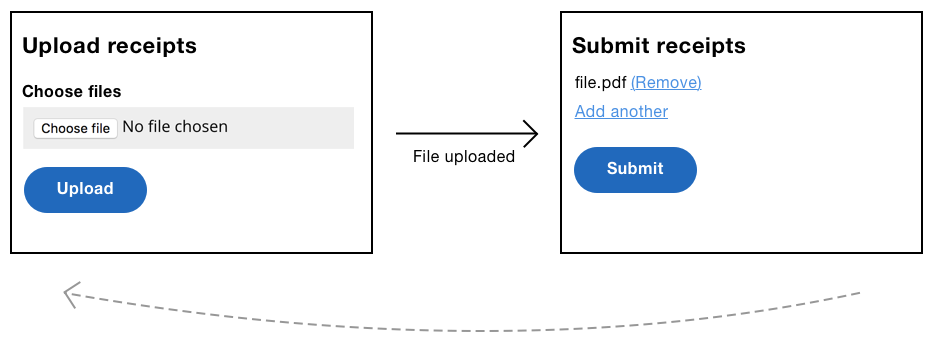 Upload receipts
Choose files
Choose file No file chosen
Upload
File uploaded
Submit receipts
file.pdf (Remove)
Add another
Submit